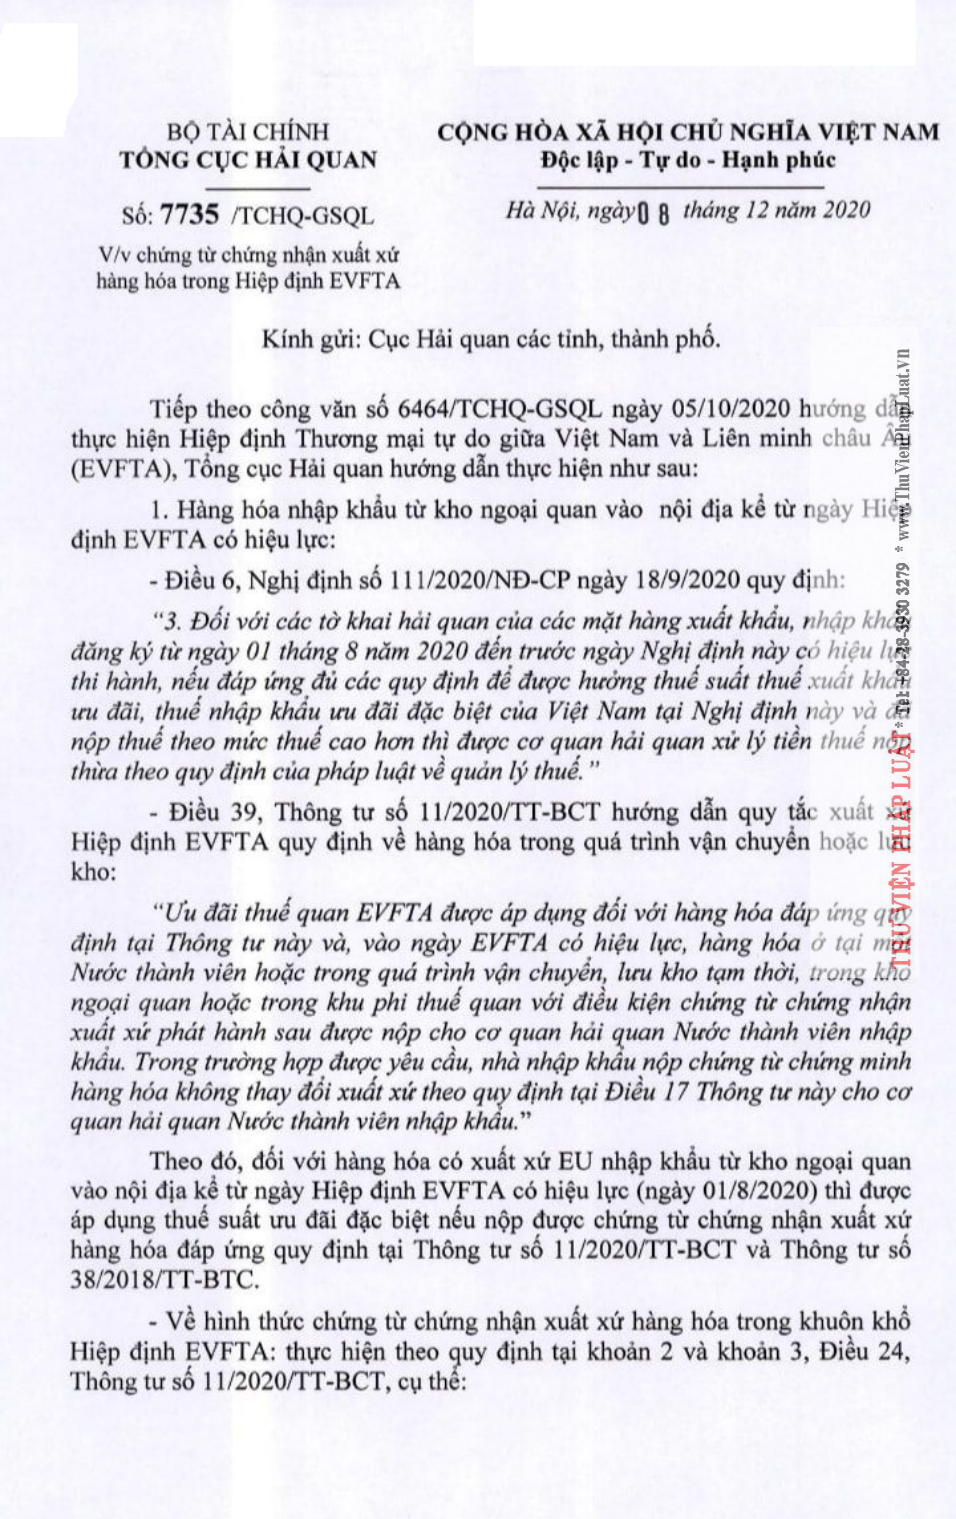 BỘ TÀI CHÍNH
TỔNG CỤC HẢI QUAN
CỘNG HÒA XÃ HỘI CHỦ NGHĨA VIỆT NAM
Độc lập - Tự do - Hạnh phúc
Số: 7735 /TCHQ-GSQL
Hà Nội, ngày 08 tháng 12 năm 2020
V/v chứng từ chứng nhận xuất xứ
hàng hóa trong Hiệp định EVFTA
Kính gửi: Cục Hải quan các tỉnh, thành phố.
Tiếp theo công văn số 6464/TCHQ-GSQL ngày 05/10/2020 hướng dẫn
thực hiện Hiệp định Thương mại tự do giữa Việt Nam và Liên minh châu Âu
(EVFTA), Tổng cục Hải quan hướng dẫn thực hiện như sau:
1. Hàng hóa nhập khẩu từ kho ngoại quan vào nội địa kể từ ngày Hiệp
định EVFTA có hiệu lực:
- Điều 6, Nghị định số 111/2020/NĐ-CP ngày 18/9/2020 quy định:
“3. Đối với các tờ khai hải quan của các mặt hàng xuất khẩu, nhập khẩu
đăng ký từ ngày 01 tháng 8 năm 2020 đến trước ngày Nghị định này có hiệu lực
thi hành, nếu đáp ứng đủ các quy định để được hưởng thuế suất thuế xuất khẩu
ưu đãi, thuế nhập khẩu ưu đãi đặc biệt của Việt Nam tại Nghị định này và đã
nộp thuế theo mức thuế cao hơn thì được cơ quan hải quan xử lý tiền thuế nộp
thừa theo quy định của pháp luật về quản lý thuế.”
- Điều 39, Thông tư số 11/2020/TT-BCT hướng dẫn quy tắc xuất xứ
Hiệp định EVFTA quy định về hàng hóa trong quá trình vận chuyển hoặc lưu
kho:
“Ưu đãi thuế quan EVFTA được áp dụng đối với hàng hóa đáp ứng quy
định tại Thông tư này và, vào ngày EVFTA có hiệu lực, hàng hóa ở tại một
Nước thành viên hoặc trong quá trình vận chuyển, lưu kho tạm thời, trong kho
ngoại quan hoặc trong khu phi thuế quan với điều kiện chứng từ chứng nhận
xuất xứ phát hành sau được nộp cho cơ quan hải quan Nước thành viên nhập
khẩu. Trong trường hợp được yêu cầu, nhà nhập khẩu nộp chứng từ chứng minh
hàng hóa không thay đổi xuất xứ theo quy định tại Điều 17 Thông tư này cho cơ
quan hải quan Nước thành viên nhập khẩu.”
Theo đó, đối với hàng hóa có xuất xứ EU nhập khẩu từ kho ngoại quan
vào nội địa kể từ ngày Hiệp định EVFTA có hiệu lực (ngày 01/8/2020) thì được
áp dụng thuế suất ưu đãi đặc biệt nếu nộp được chứng từ chứng nhận xuất xứ
hàng hóa đáp ứng quy định tại Thông tư số 11/2020/TT-BCT và Thông tư số
38/2018/TT-BTC.
- Về hình thức chứng từ chứng nhận xuất xứ hàng hóa trong khuôn khổ
Hiệp định EVFTA: thực hiện theo quy định tại khoản 2 và khoản 3, Điều 24,
Thông tư số 11/2020/TT-BCT, cụ thể:
THƯ VIỆN PHÁP LUẬT * Tel: +84-28-3930 3279 * www.ThuVienPhapLuat.vn